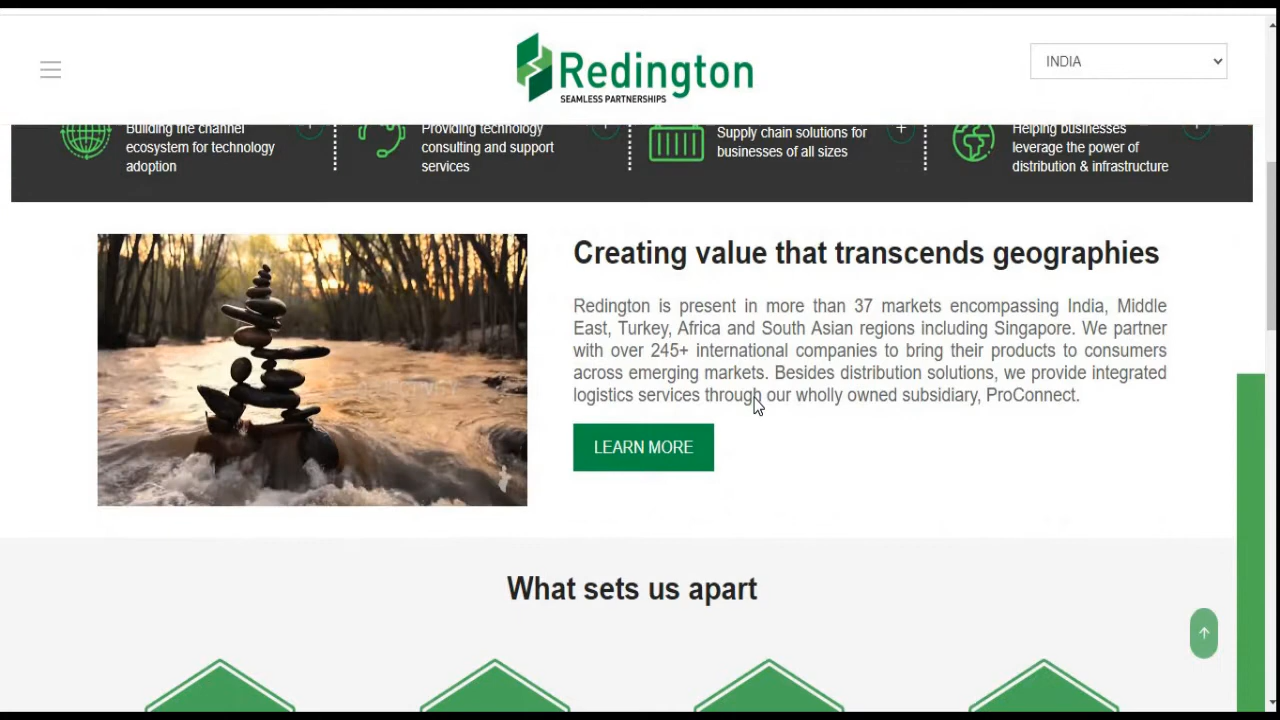 Redington
SEAMLESS PARTNERSHIPS
INDIA
Building the channel
ecosystem for technology
adoption
Providing technology
consulting and support
services
Supply chain solutions for
businesses of all sizes
Helping businesses
leverage the power of
distribution & infrastructure
Creating value that transcends geographies
Redington is present in more than 37 markets encompassing India, Middle
East, Turkey, Africa and South Asian regions including Singapore. We partner
with over 245+ international companies to bring their products to consumers
across emerging markets. Besides distribution solutions, we provide integrated
logistics services through our wholly owned subsidiary, ProConnect.
LEARN MORE
What sets us apart